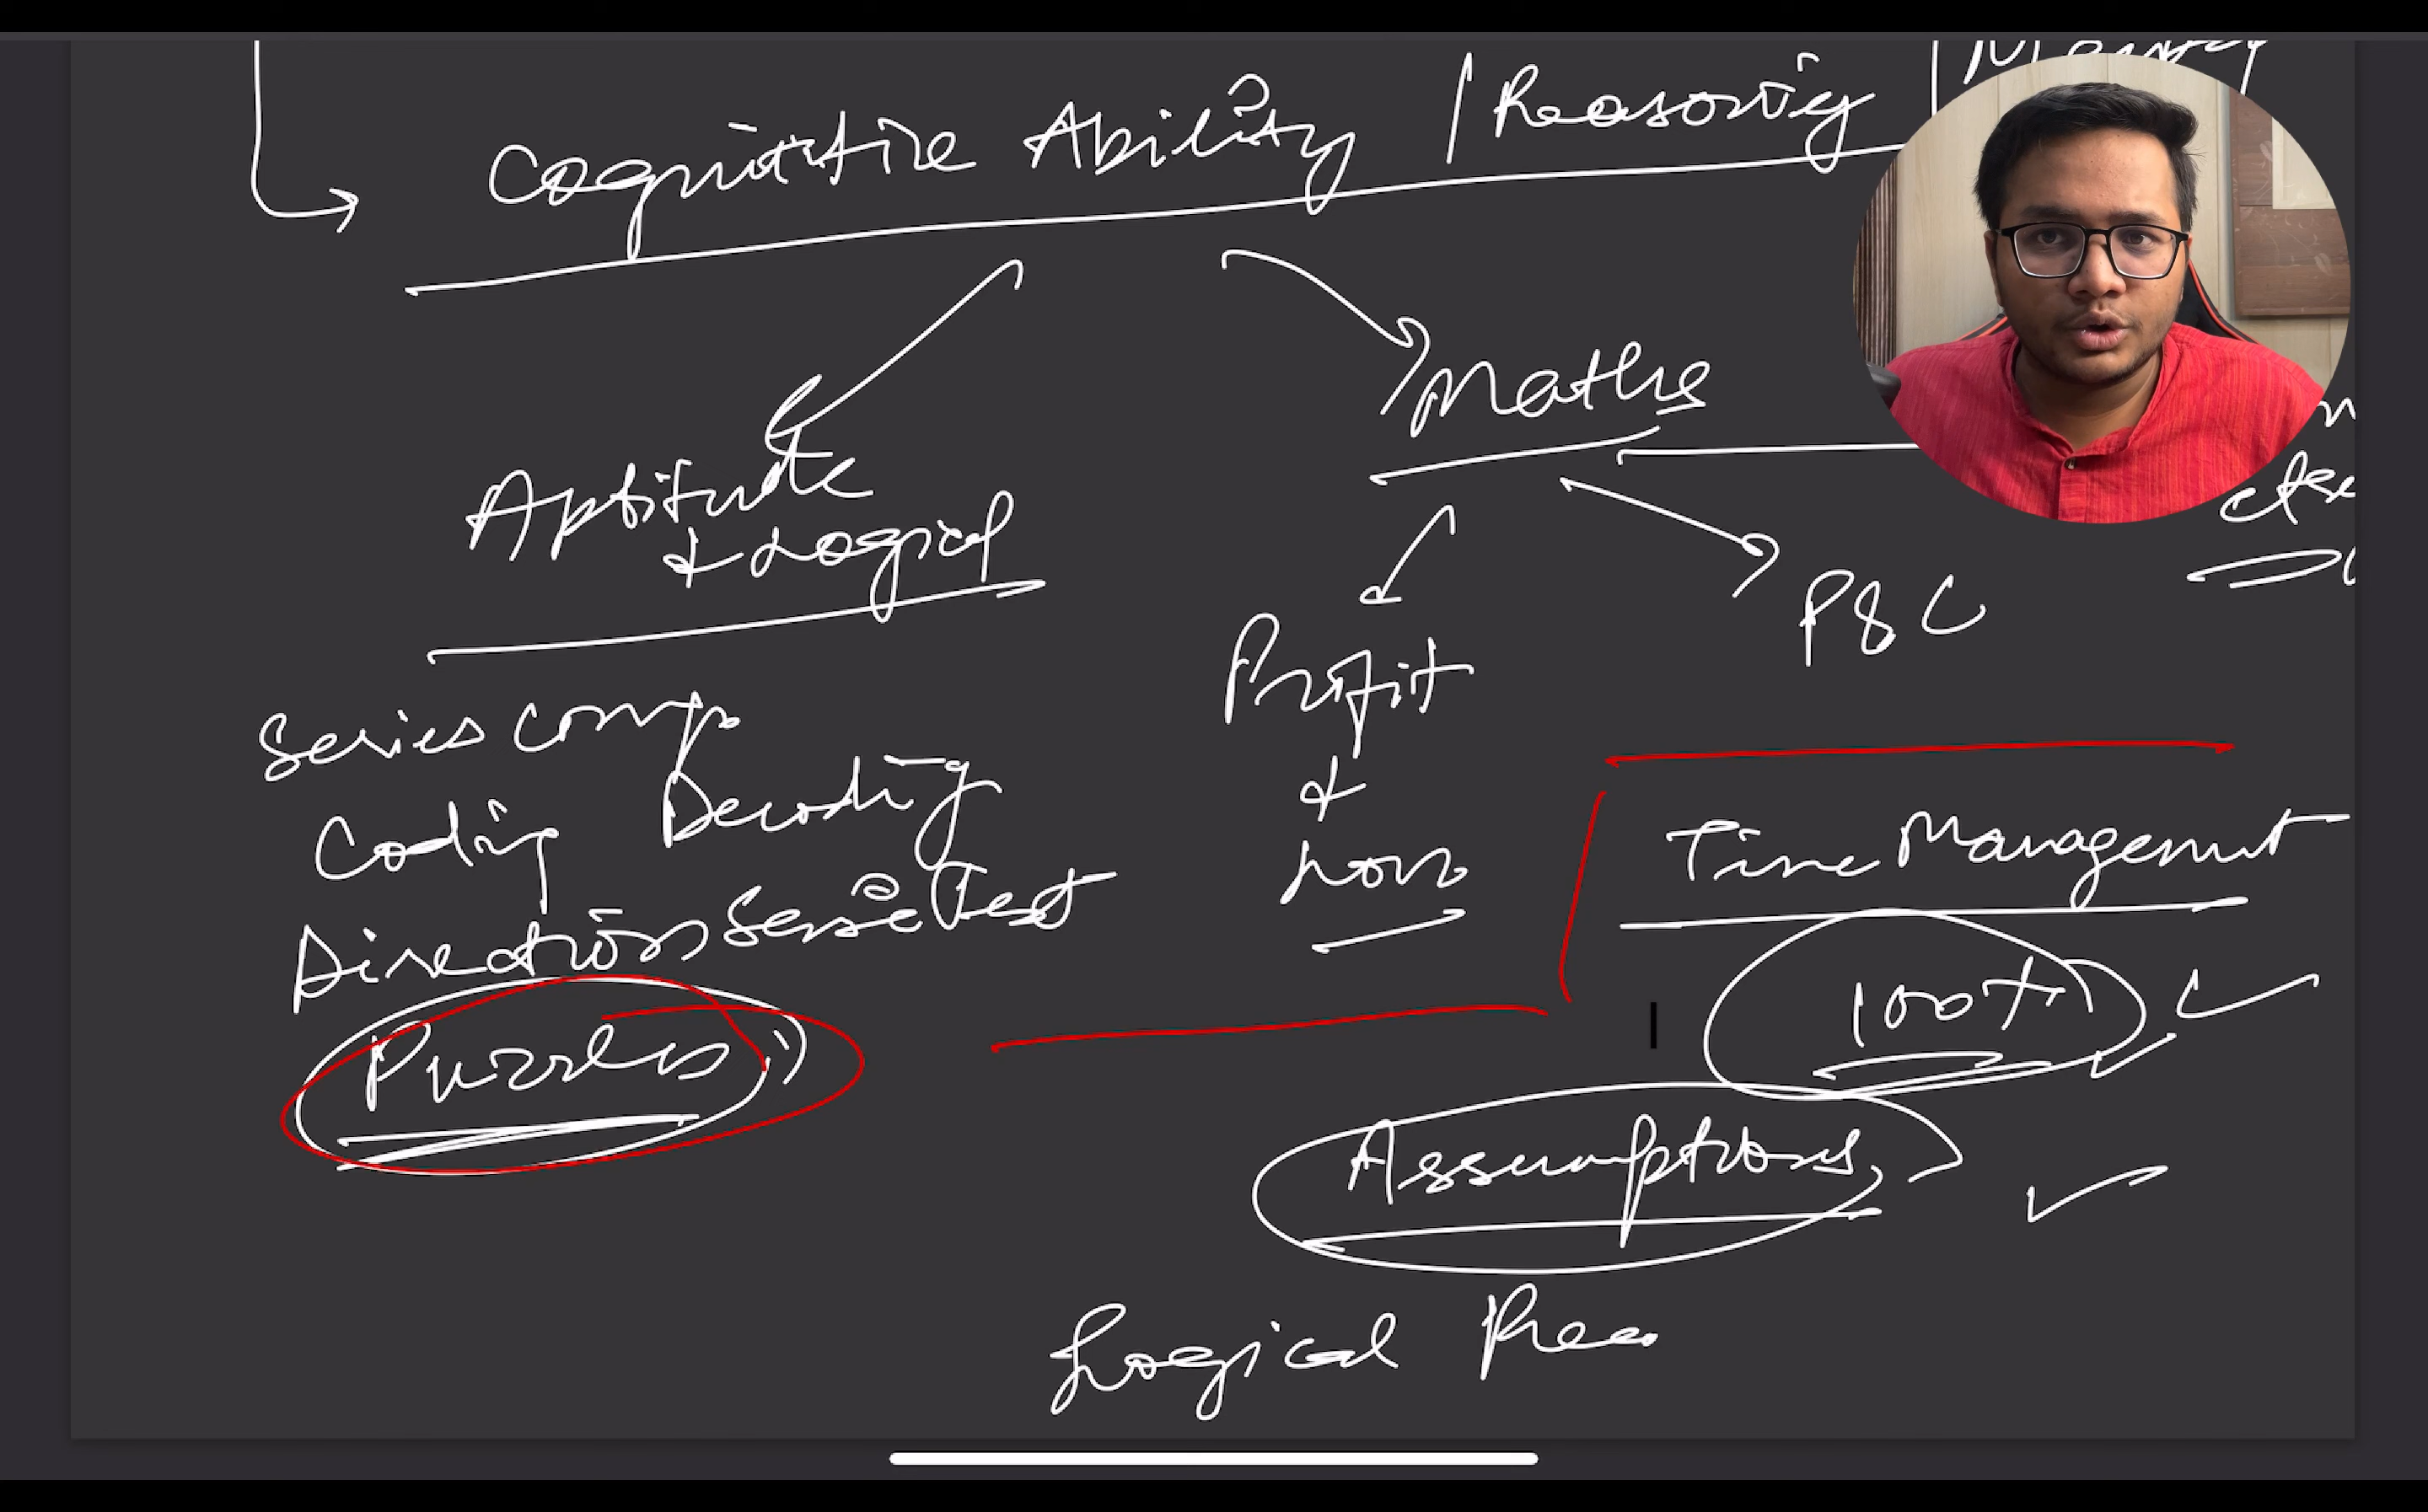 Cognitive Ability | Reasoning |
Maths
Aptitude
& Logical
P&C
Profit
&
Loss
Series Comp
Coding Decoding
Direction Sense Test
Puzzles
Time Management
100+
Assumptions
Logical Reas